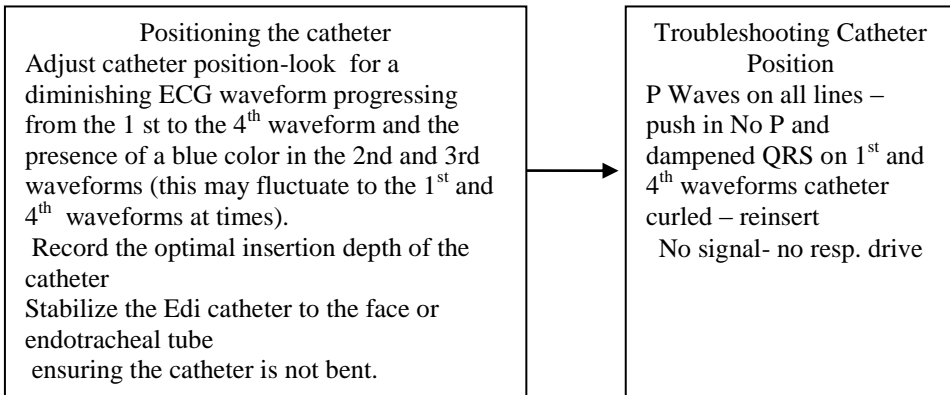 Positioning the catheter
Adjust catheter position-look  for a
diminishing ECG waveform progressing
from the 1 st to the 4th waveform and the
presence of a blue color in the 2nd and 3rd
waveforms (this may fluctuate to the 1st and
4th  waveforms at times).
Record the optimal insertion depth of the
catheter
Stabilize the Edi catheter to the face or
endotracheal tube
ensuring the catheter is not bent.
Troubleshooting Catheter
Position
P Waves on all lines –
push in No P and
dampened QRS on 1st and
4th waveforms catheter
curled – reinsert
No signal- no resp. drive